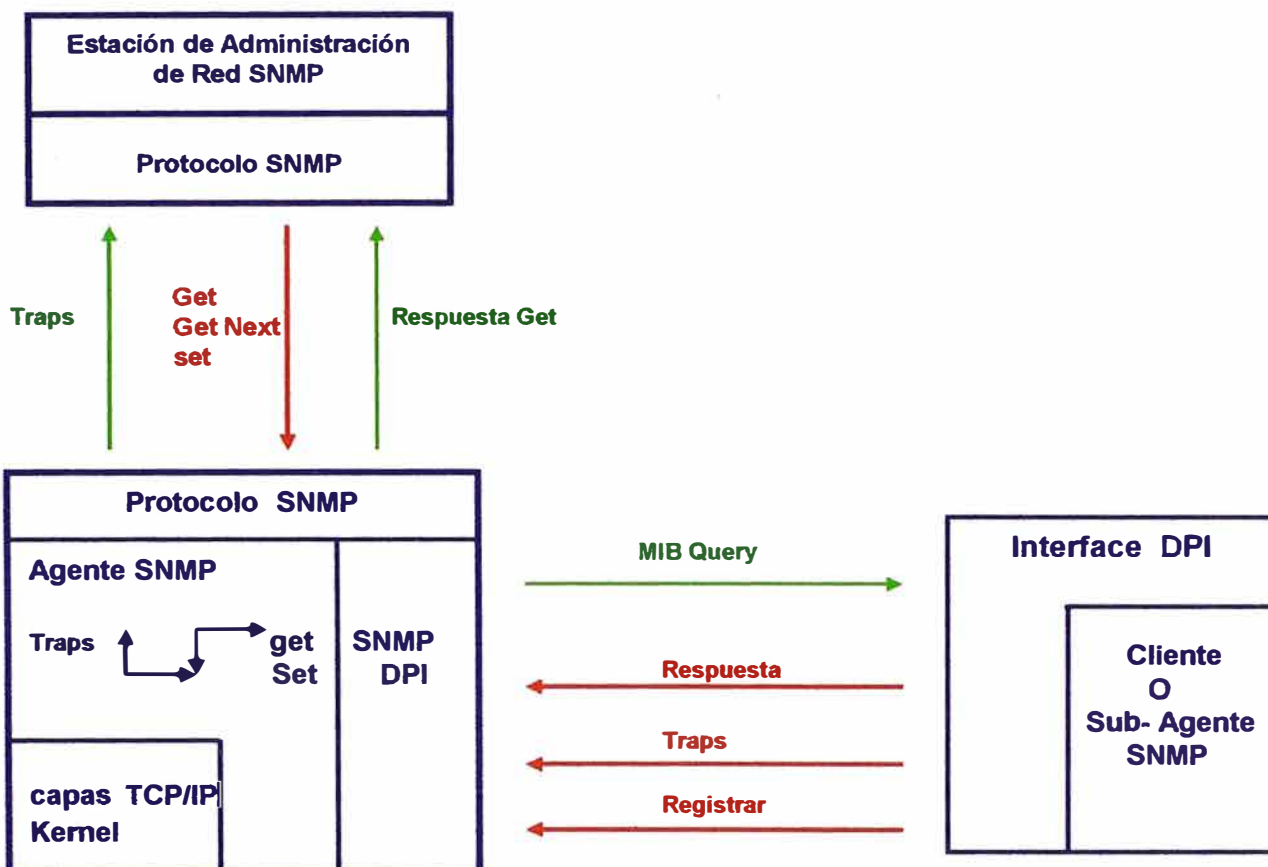 Estación de Administración
de Red SNMP
Protocolo SNMP
Traps
Get
Get Next
set
Respuesta Get
Protocolo SNMP
Agente SNMP
Traps
get
Set
SNMP
DPI
capas TCP/IP
Kernel
MIB Query
Respuesta
Traps
Registrar
Interface DPI
Cliente
O
Sub- Agente
SNMP